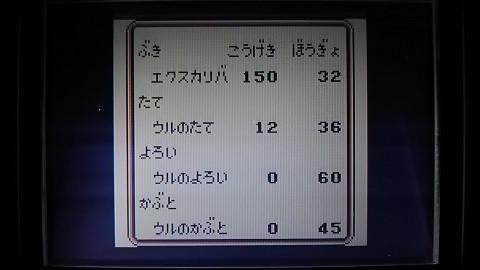 ぶき こうげき ぼうぎょ
エクスカリバ 150 32
たて
ウルのたて 12 36
よろい
ウルのよろい 0 60
かぶと
ウルのかぶと 0 45